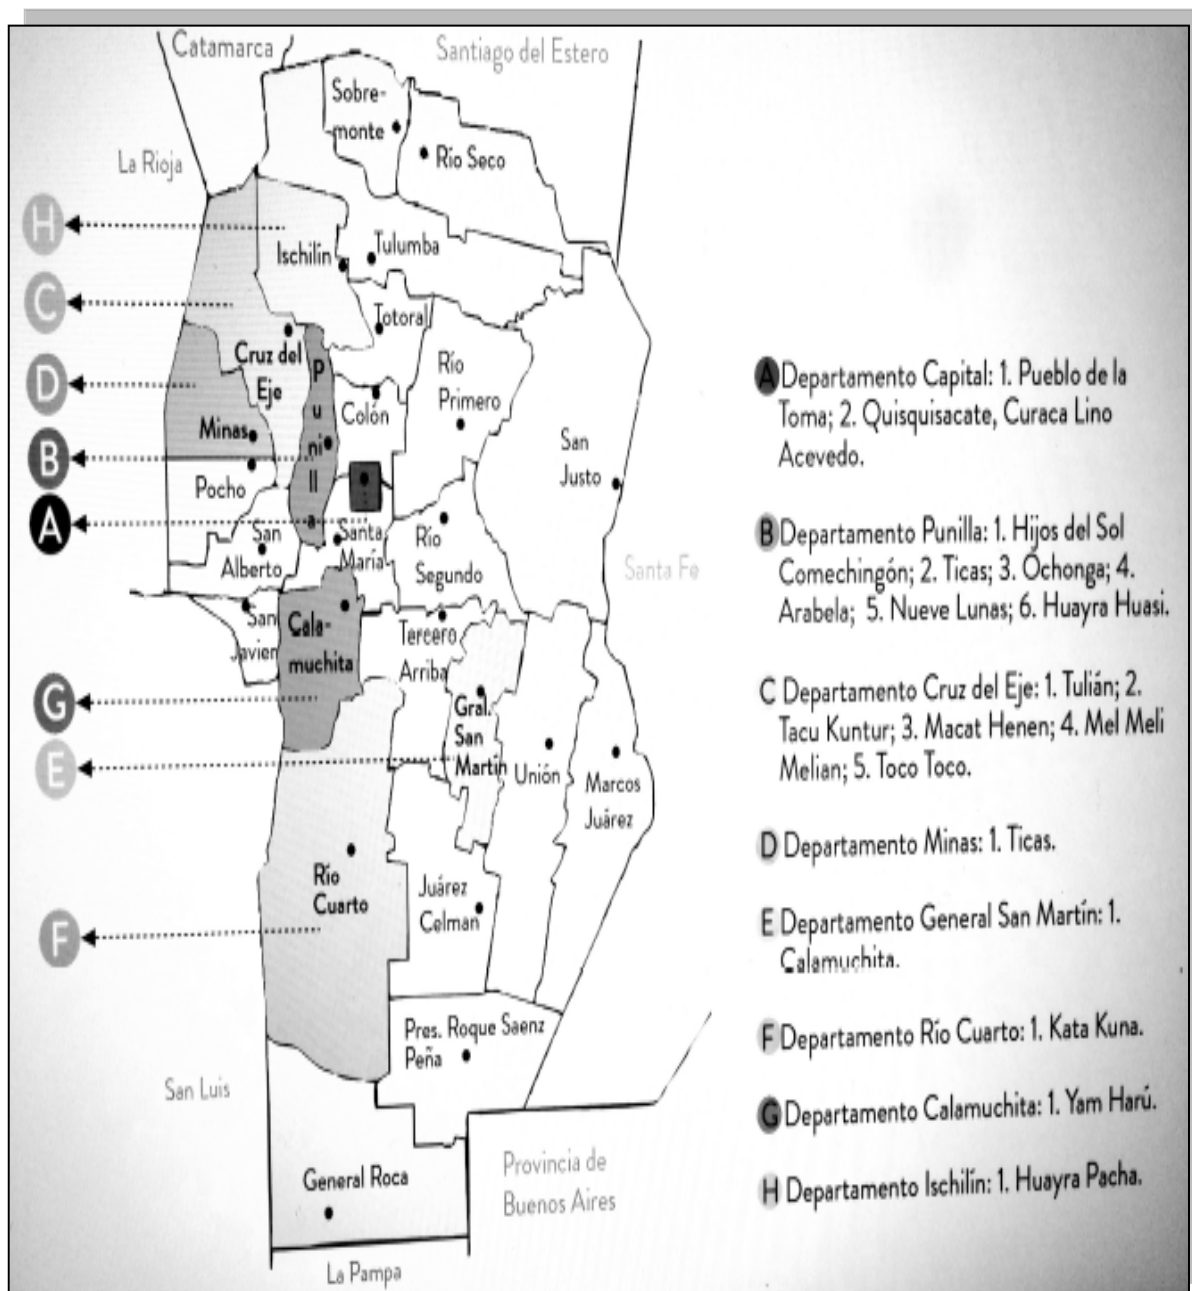 Catamarca
Santiago del Estero
Sobre-
monte
Río Seco
La Rioja
H
Ischilín
Tulumba
C
Totoral
Cruz del
Eje
P
u
ni
ll
a
Río
Primero
D
Colón
Minas
San
Justo
B
Pocho
A
San
Alberto
Santa
María
Río
Segundo
Santa Fe
San
Javier
Cala-
muchita
Tercero
Arriba
G
Gral.
San
Martín
E
Unión
Marcos
Juárez
Río
Cuarto
Juárez
Celman
F
Pres. Roque Saenz
Peña
San Luis
General Roca
Provincia de
Buenos Aires
La Pampa
A Departamento Capital: 1. Pueblo de la
Toma; 2. Quisquisacate, Curaca Lino
Acevedo.
B Departamento Punilla: 1. Hijos del Sol
Comechingón; 2. Ticas; 3. Ochonga; 4.
Arabela; 5. Nueve Lunas; 6. Huayra Huasi.
C Departamento Cruz del Eje: 1. Tulián; 2.
Tacu Kuntur; 3. Macat Henen; 4. Mel Meli
Melian; 5. Toco Toco.
D Departamento Minas: 1. Ticas.
E Departamento General San Martín: 1.
Calamuchita.
F Departamento Río Cuarto: 1. Kata Kuna.
G Departamento Calamuchita: 1. Yam Harú.
H Departamento Ischilín: 1. Huayra Pacha.